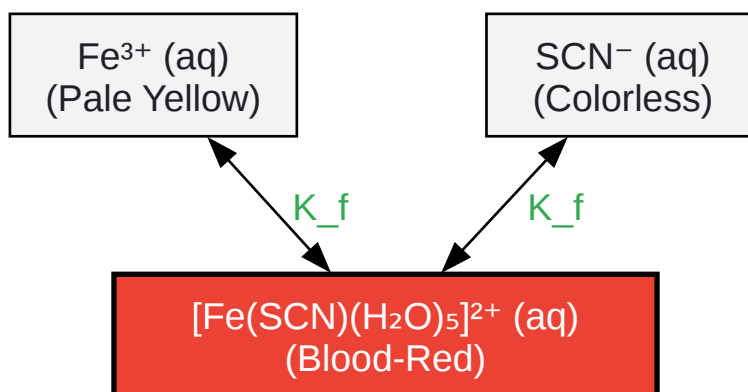 Fe³⁺ (aq)
(Pale Yellow)
SCN⁻ (aq)
(Colorless)
K_f
K_f
[Fe(SCN)(H₂O)₅]²⁺ (aq)
(Blood-Red)